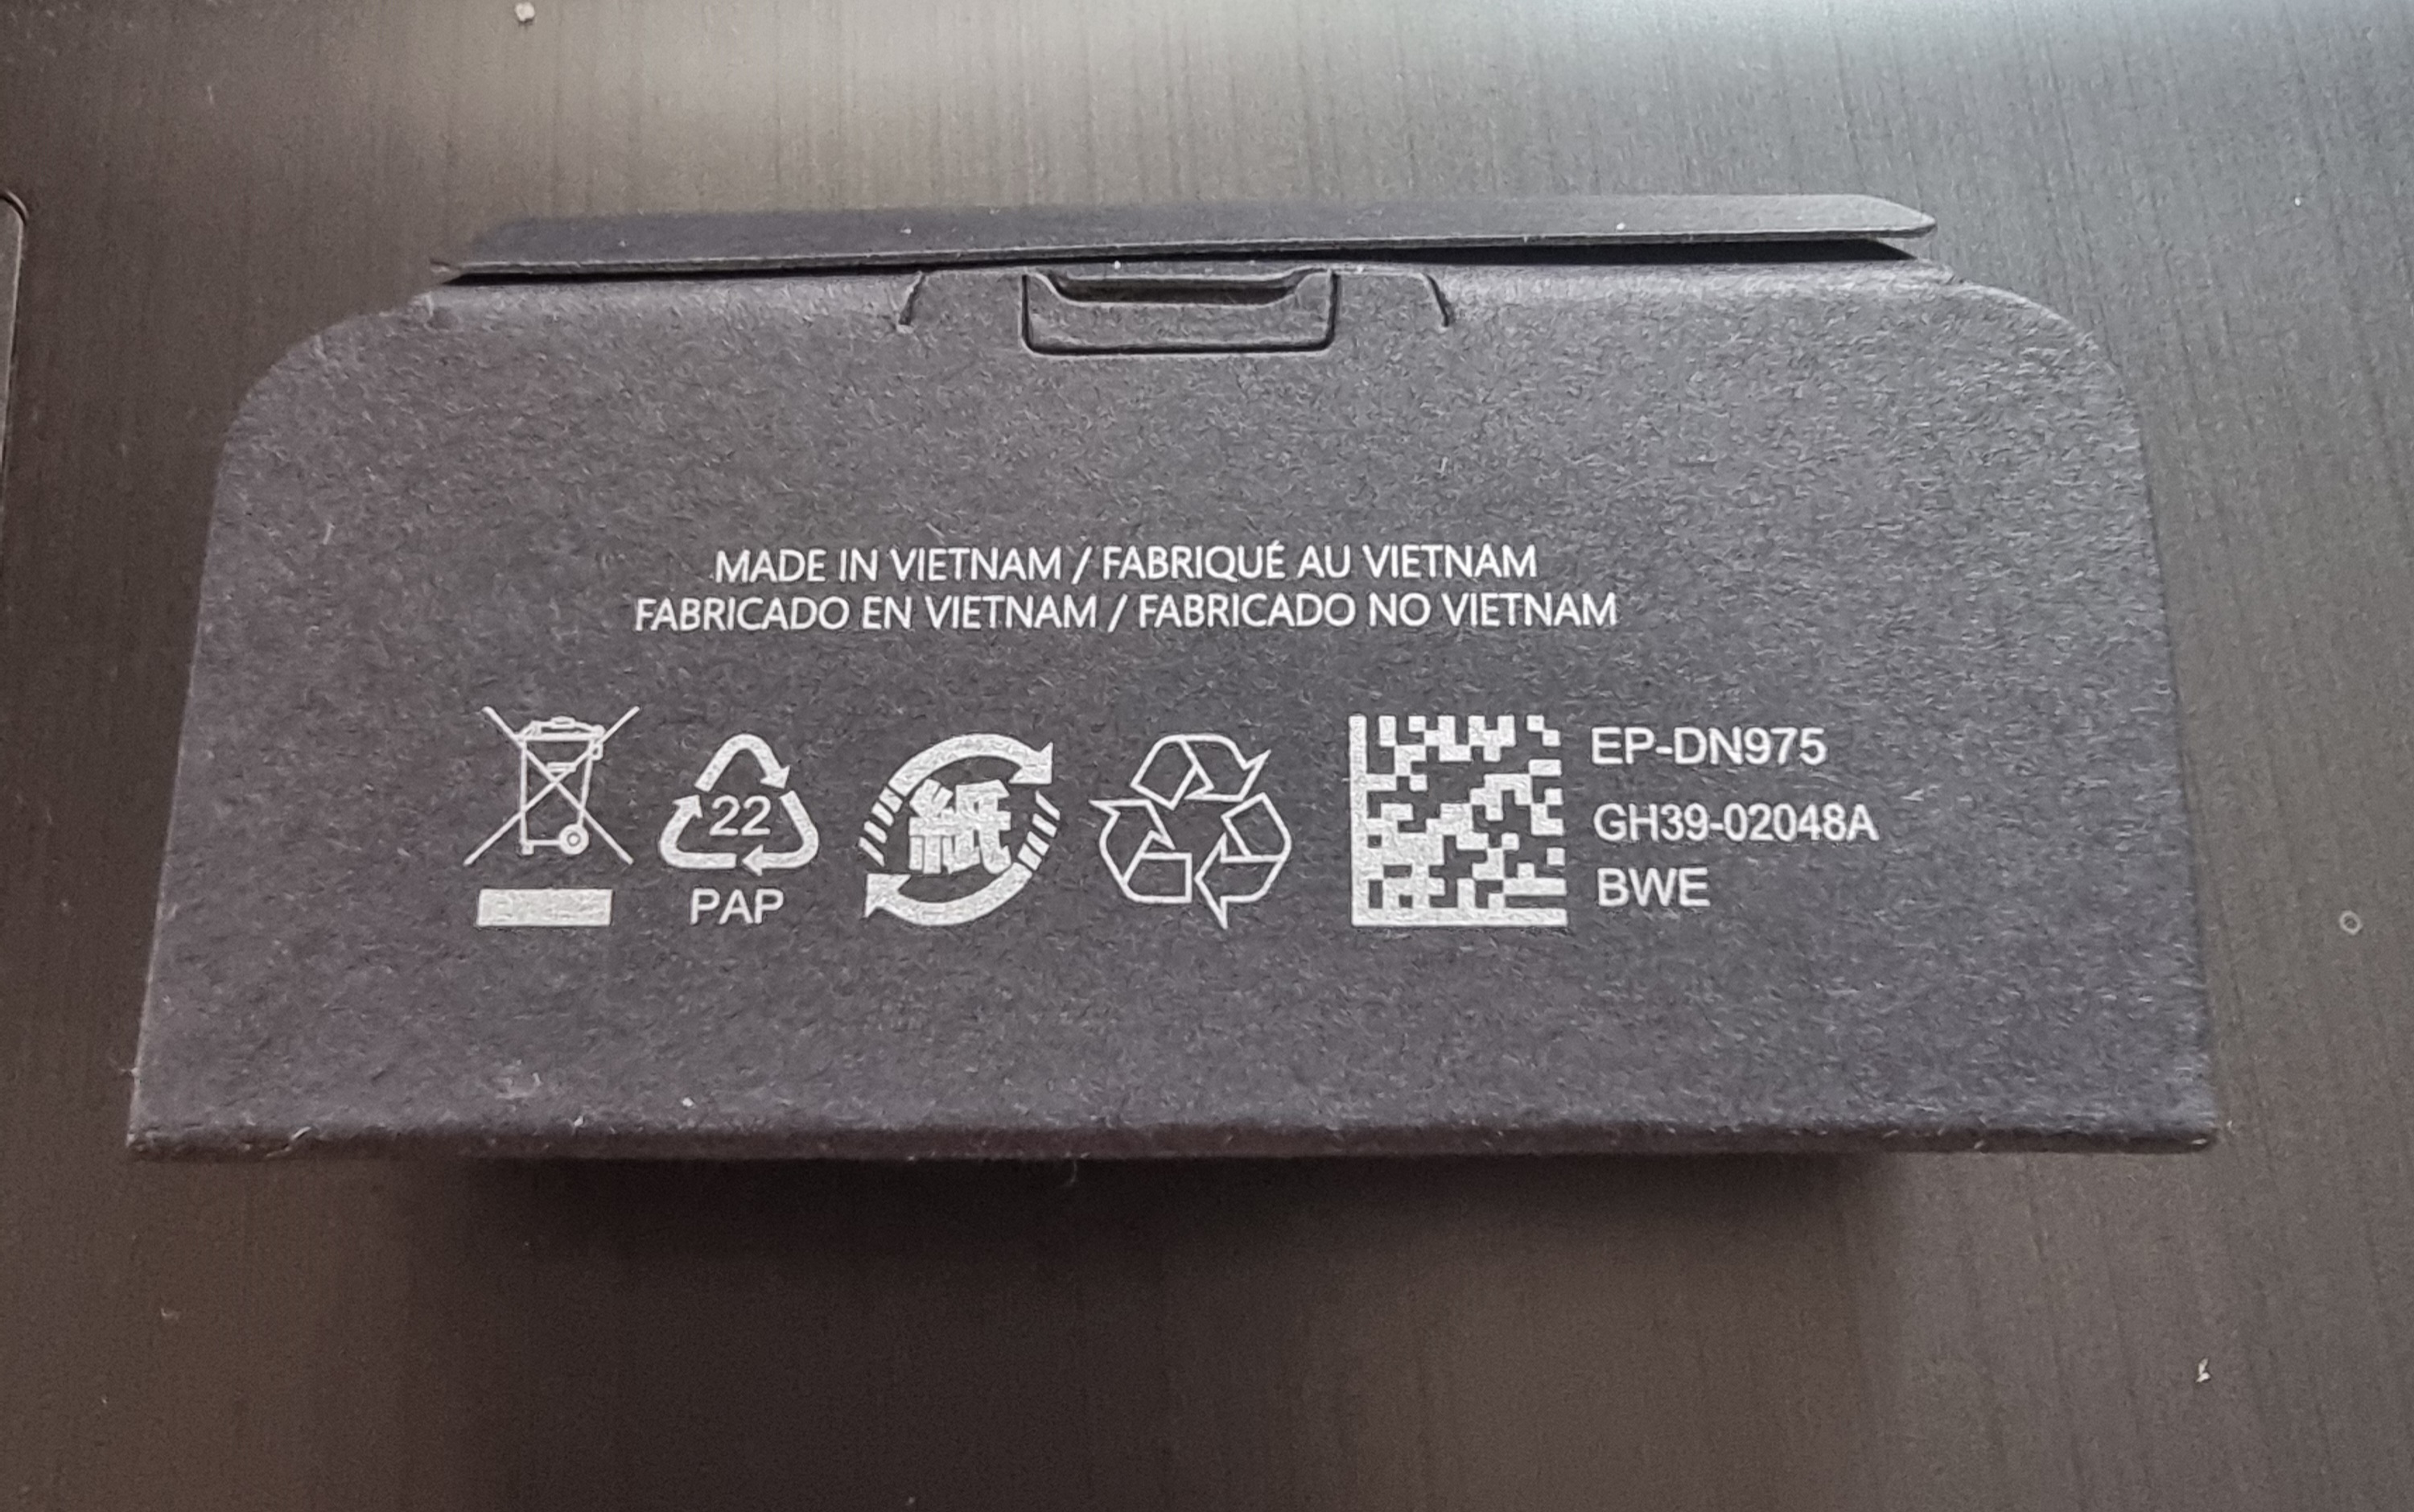 MADE IN VIETNAM / FABRIQUÉ AU VIETNAM
FABRICADO EN VIETNAM / FABRICADO NO VIETNAM
22
PAP
紙
EP-DN975
GH39-02048A
BWE